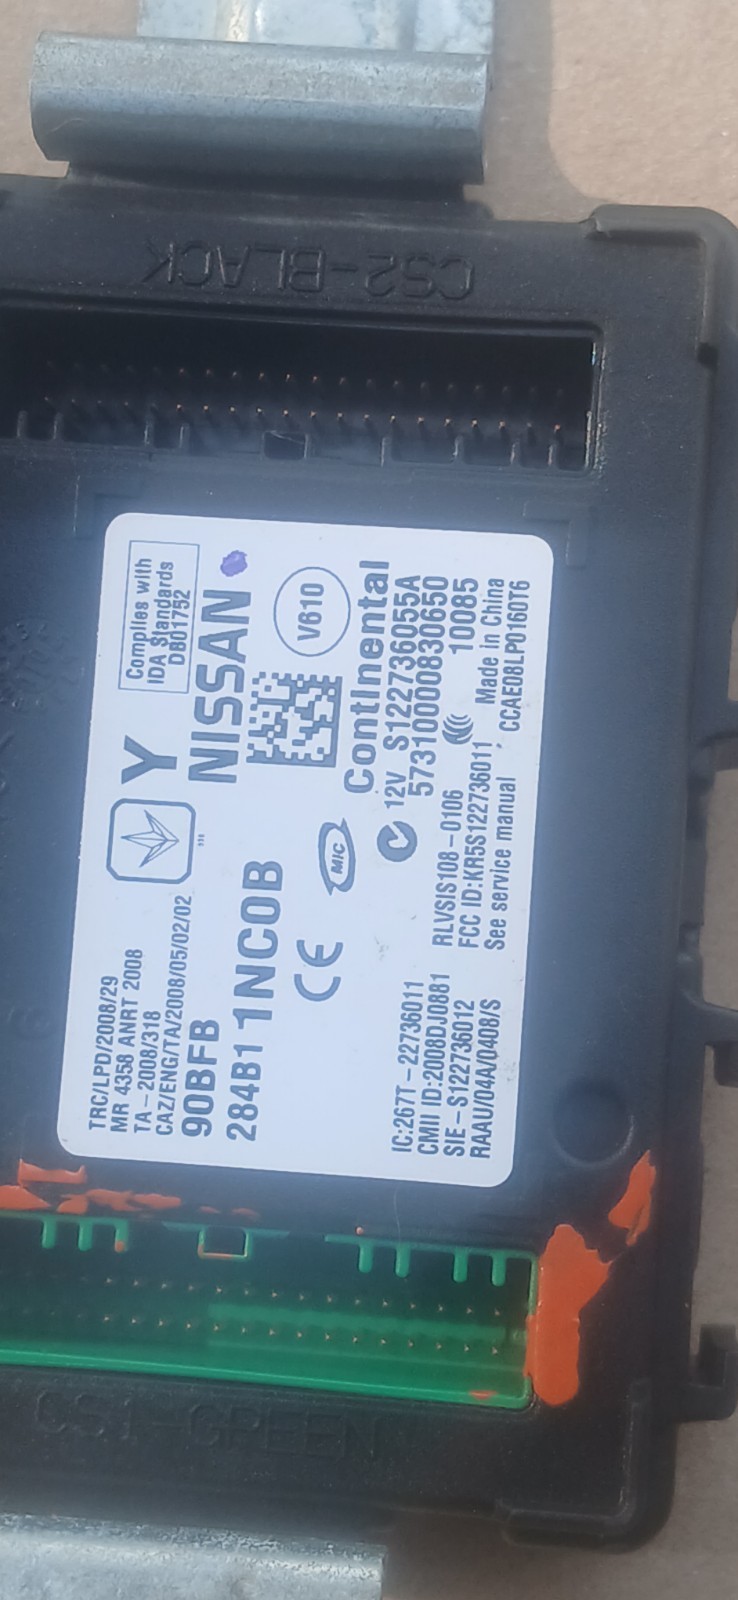 CS2-BLACK
Complies with
IDA Standards
DB01752
Y
NISSAN
V610
Continental
12V S122736055A
5731000083065​0
10085
Made in China
CCAE08LP0160T6
TRC/LPD/2008/29
MR 4358 ANRT 2008
TA-2008/318
CAZ/ENG/TA/2008/05/02/02
90BFB
284B1 1NC0B
CE
MIC
RLVSIS108-0106
FCC ID:KR5S122736011,
See service manual
IC:267T-22736011
CMII ID:2008DJ0881
SIE-S122736012
RAAU/04A/0408/S
CS1-GREEN